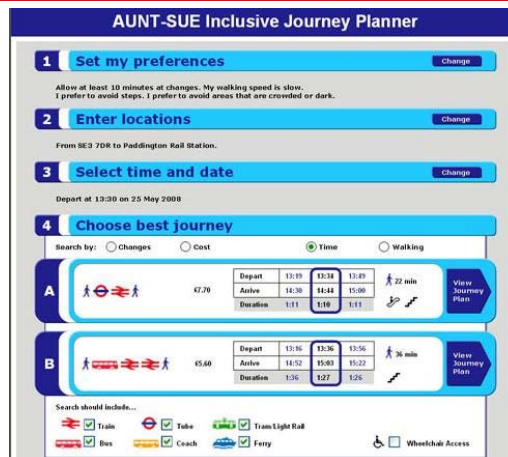 AUNT-SUE Inclusive Journey Planner
1 Set my preferences Change
Allow at least 10 minutes at changes. My walking speed is slow.
I prefer to avoid steps. I prefer to avoid areas that are crowded or dark.
2 Enter locations Change
From SE3 7DR to Paddington Rail Station.
3 Select time and date Change
Depart at 13:30 on 25 May 2008
4 Choose best journey
Search by: Changes Cost Time Walking
A
£7.70
Depart 13:19 13:34 13:49
Arrive 14:30 14:44 15:00
Duration 1:11 1:10 1:11
22 min
View Journey Plan
B
£5.60
Depart 13:16 13:36 13:56
Arrive 14:52 15:03 15:22
Duration 1:36 1:27 1:26
36 min
View Journey Plan
Search should include...
Train Tube Tram Light Rail
Bus Coach Ferry Wheelchair Access